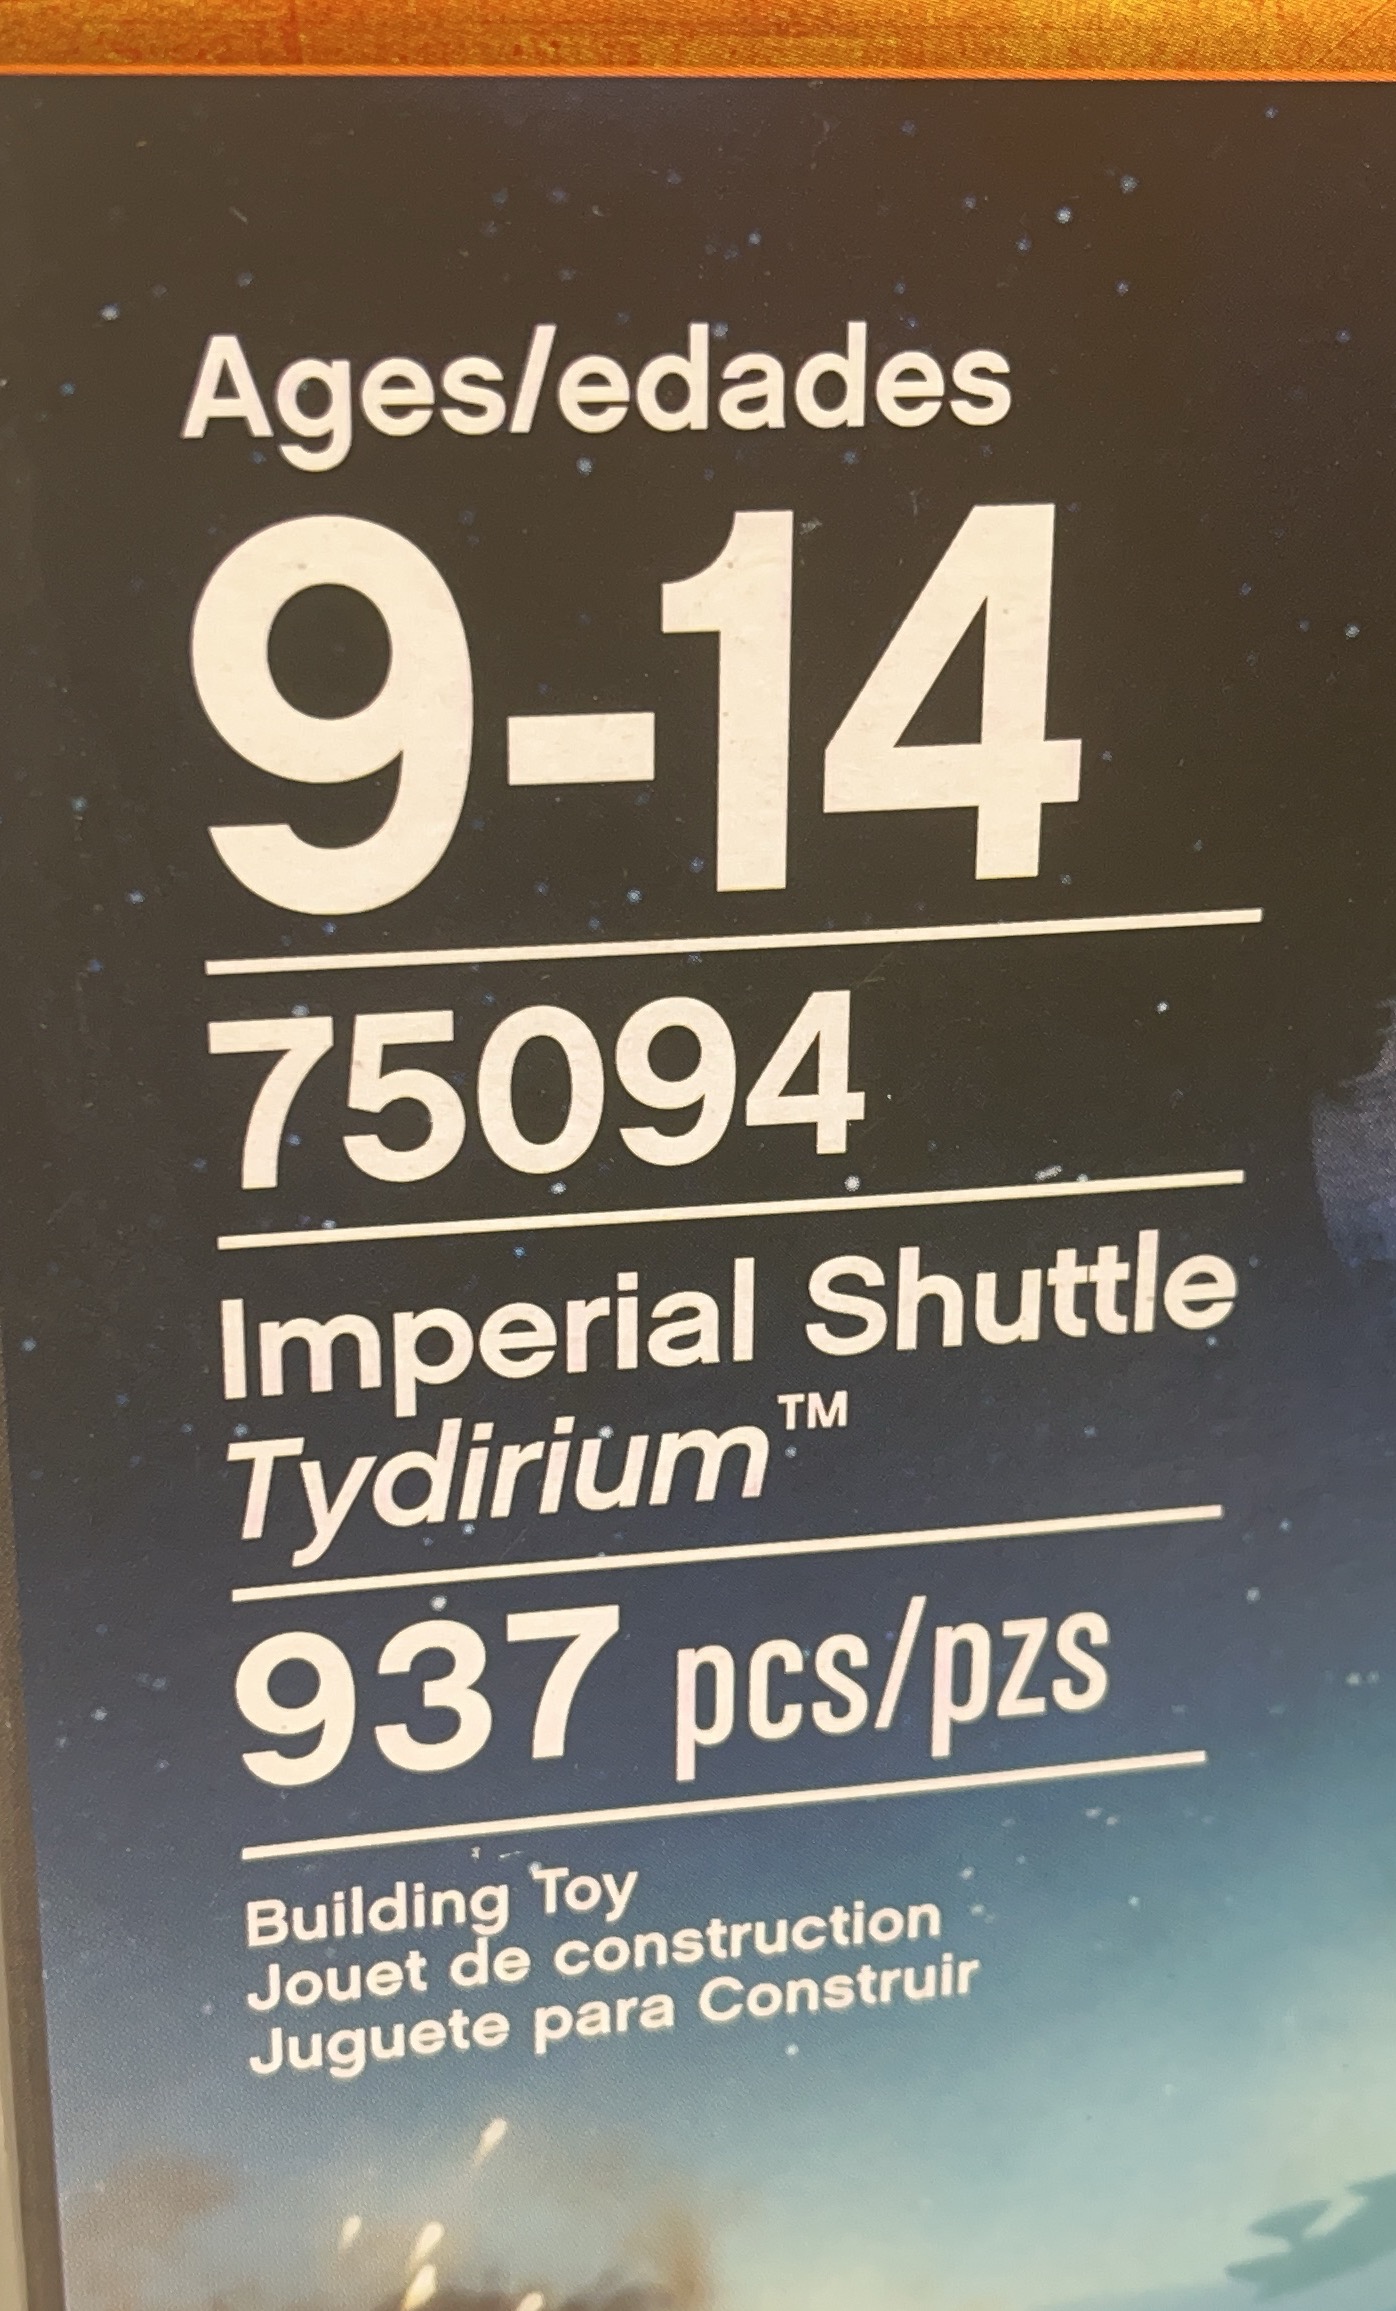 Ages/edades
9-14
75094
Imperial Shuttle
Tydirium™
937 pcs/pzs
Building Toy
Jouet de construction
Juguete para Construir